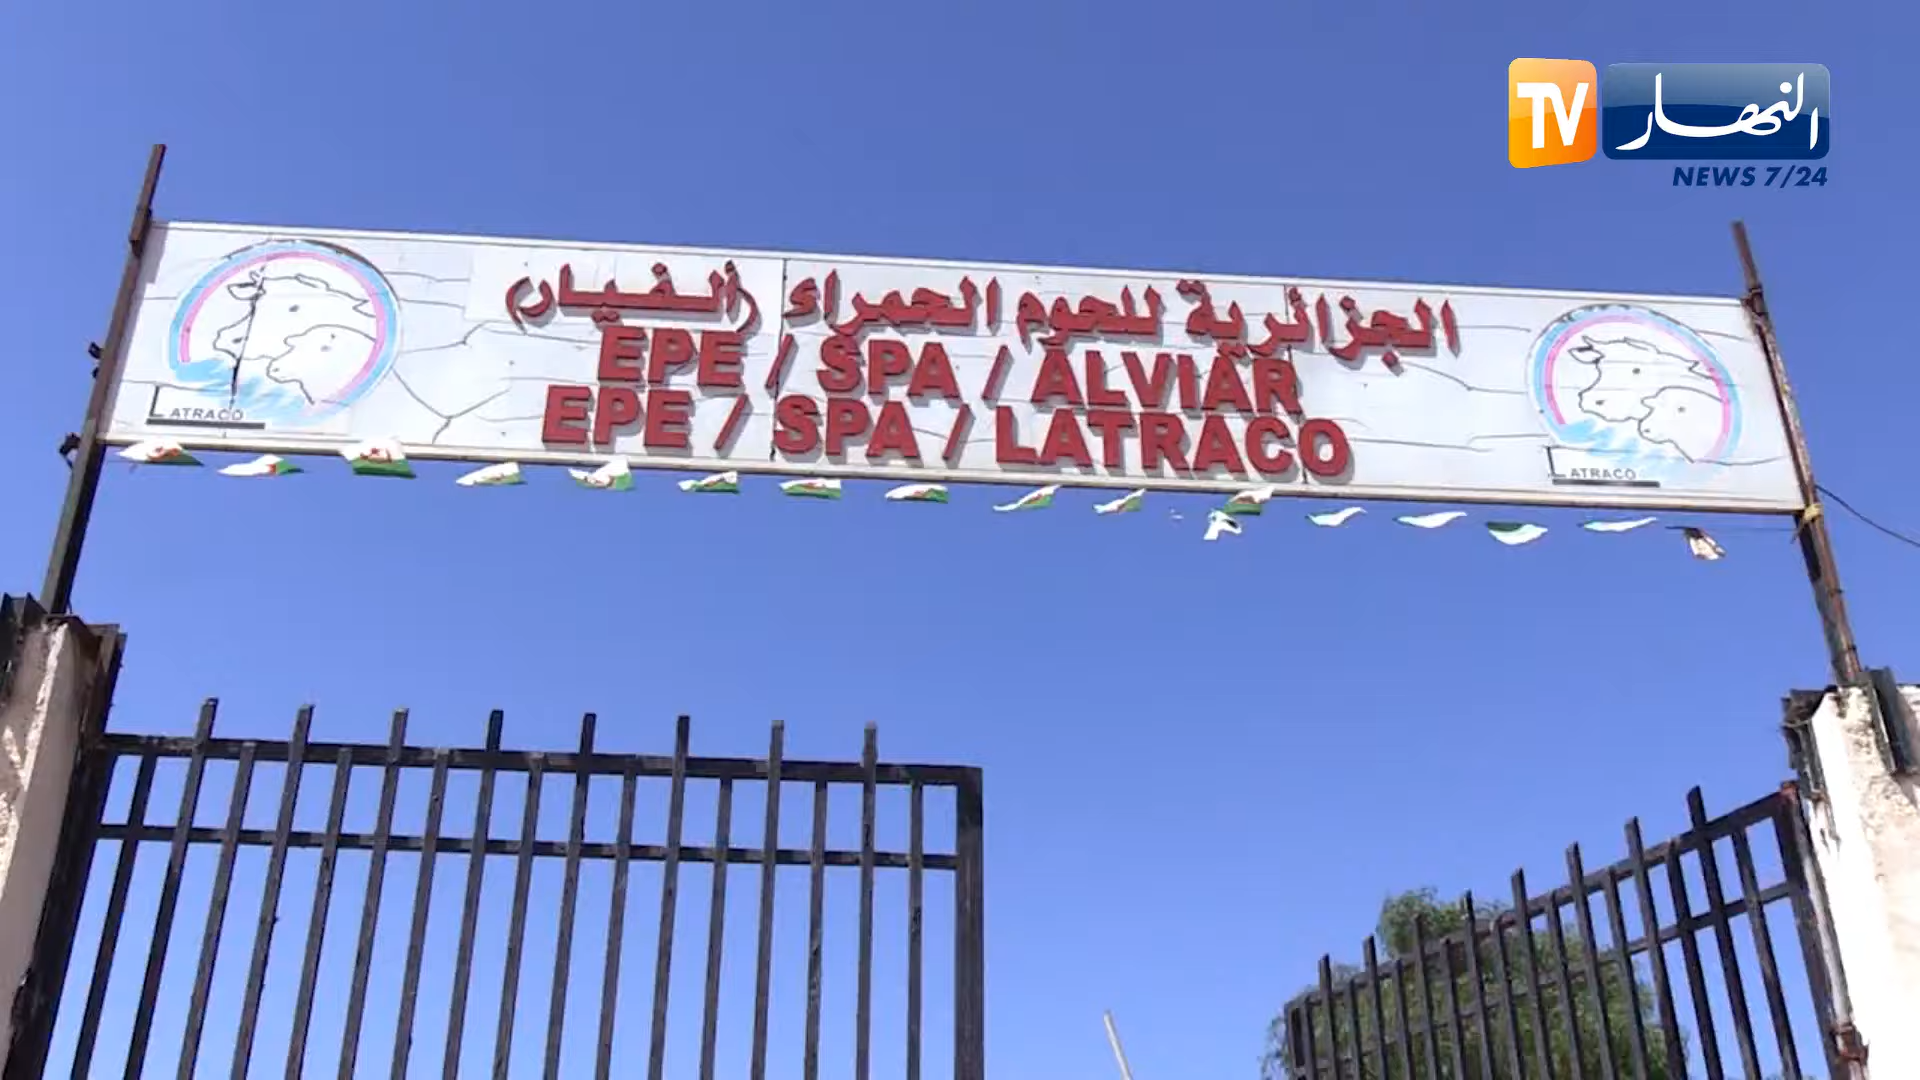 TV النهار
NEWS 7/24
الجزائرية للحوم الحمراء (ألفيار)
EPE / SPA / ALVIAR
EPE / SPA / LATRACO
LATRACO
LATRACO